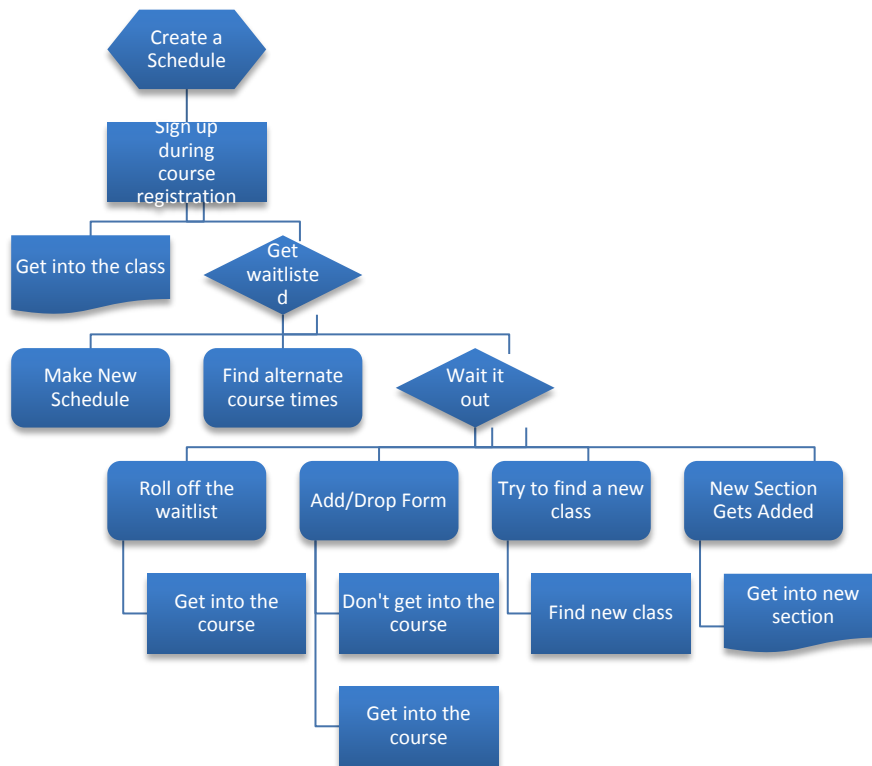 Create a
Schedule
Sign up
during
course
registration
Get into the class
Get
waitliste
d
Make New
Schedule
Find alternate
course times
Wait it
out
Roll off the
waitlist
Add/Drop Form
Try to find a new
class
New Section
Gets Added
Get into the
course
Don't get into the
course
Find new class
Get into new
section
Get into the
course